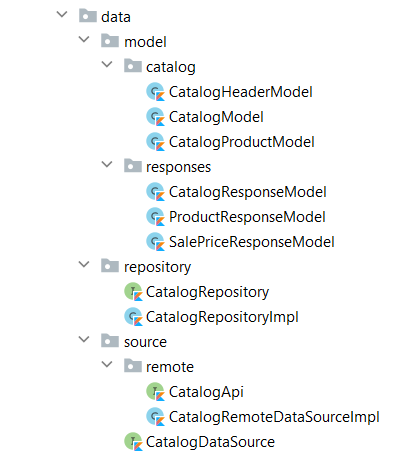 data
model
catalog
CatalogHeaderModel
CatalogModel
CatalogProductModel
responses
CatalogResponseModel
ProductResponseModel
SalePriceResponseModel
repository
CatalogRepository
CatalogRepositoryImpl
source
remote
CatalogApi
CatalogRemoteDataSourceImpl
CatalogDataSource